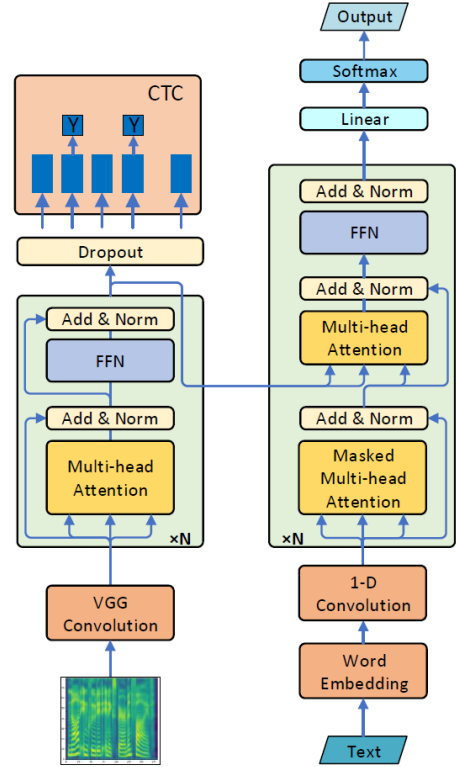 CTC
Y
Y
Dropout
Add & Norm
FFN
Add & Norm
Multi-head
Attention
×N
VGG
Convolution
Output
Softmax
Linear
Add & Norm
FFN
Add & Norm
Multi-head
Attention
Add & Norm
Masked
Multi-head
Attention
×N
1-D
Convolution
Word
Embedding
Text